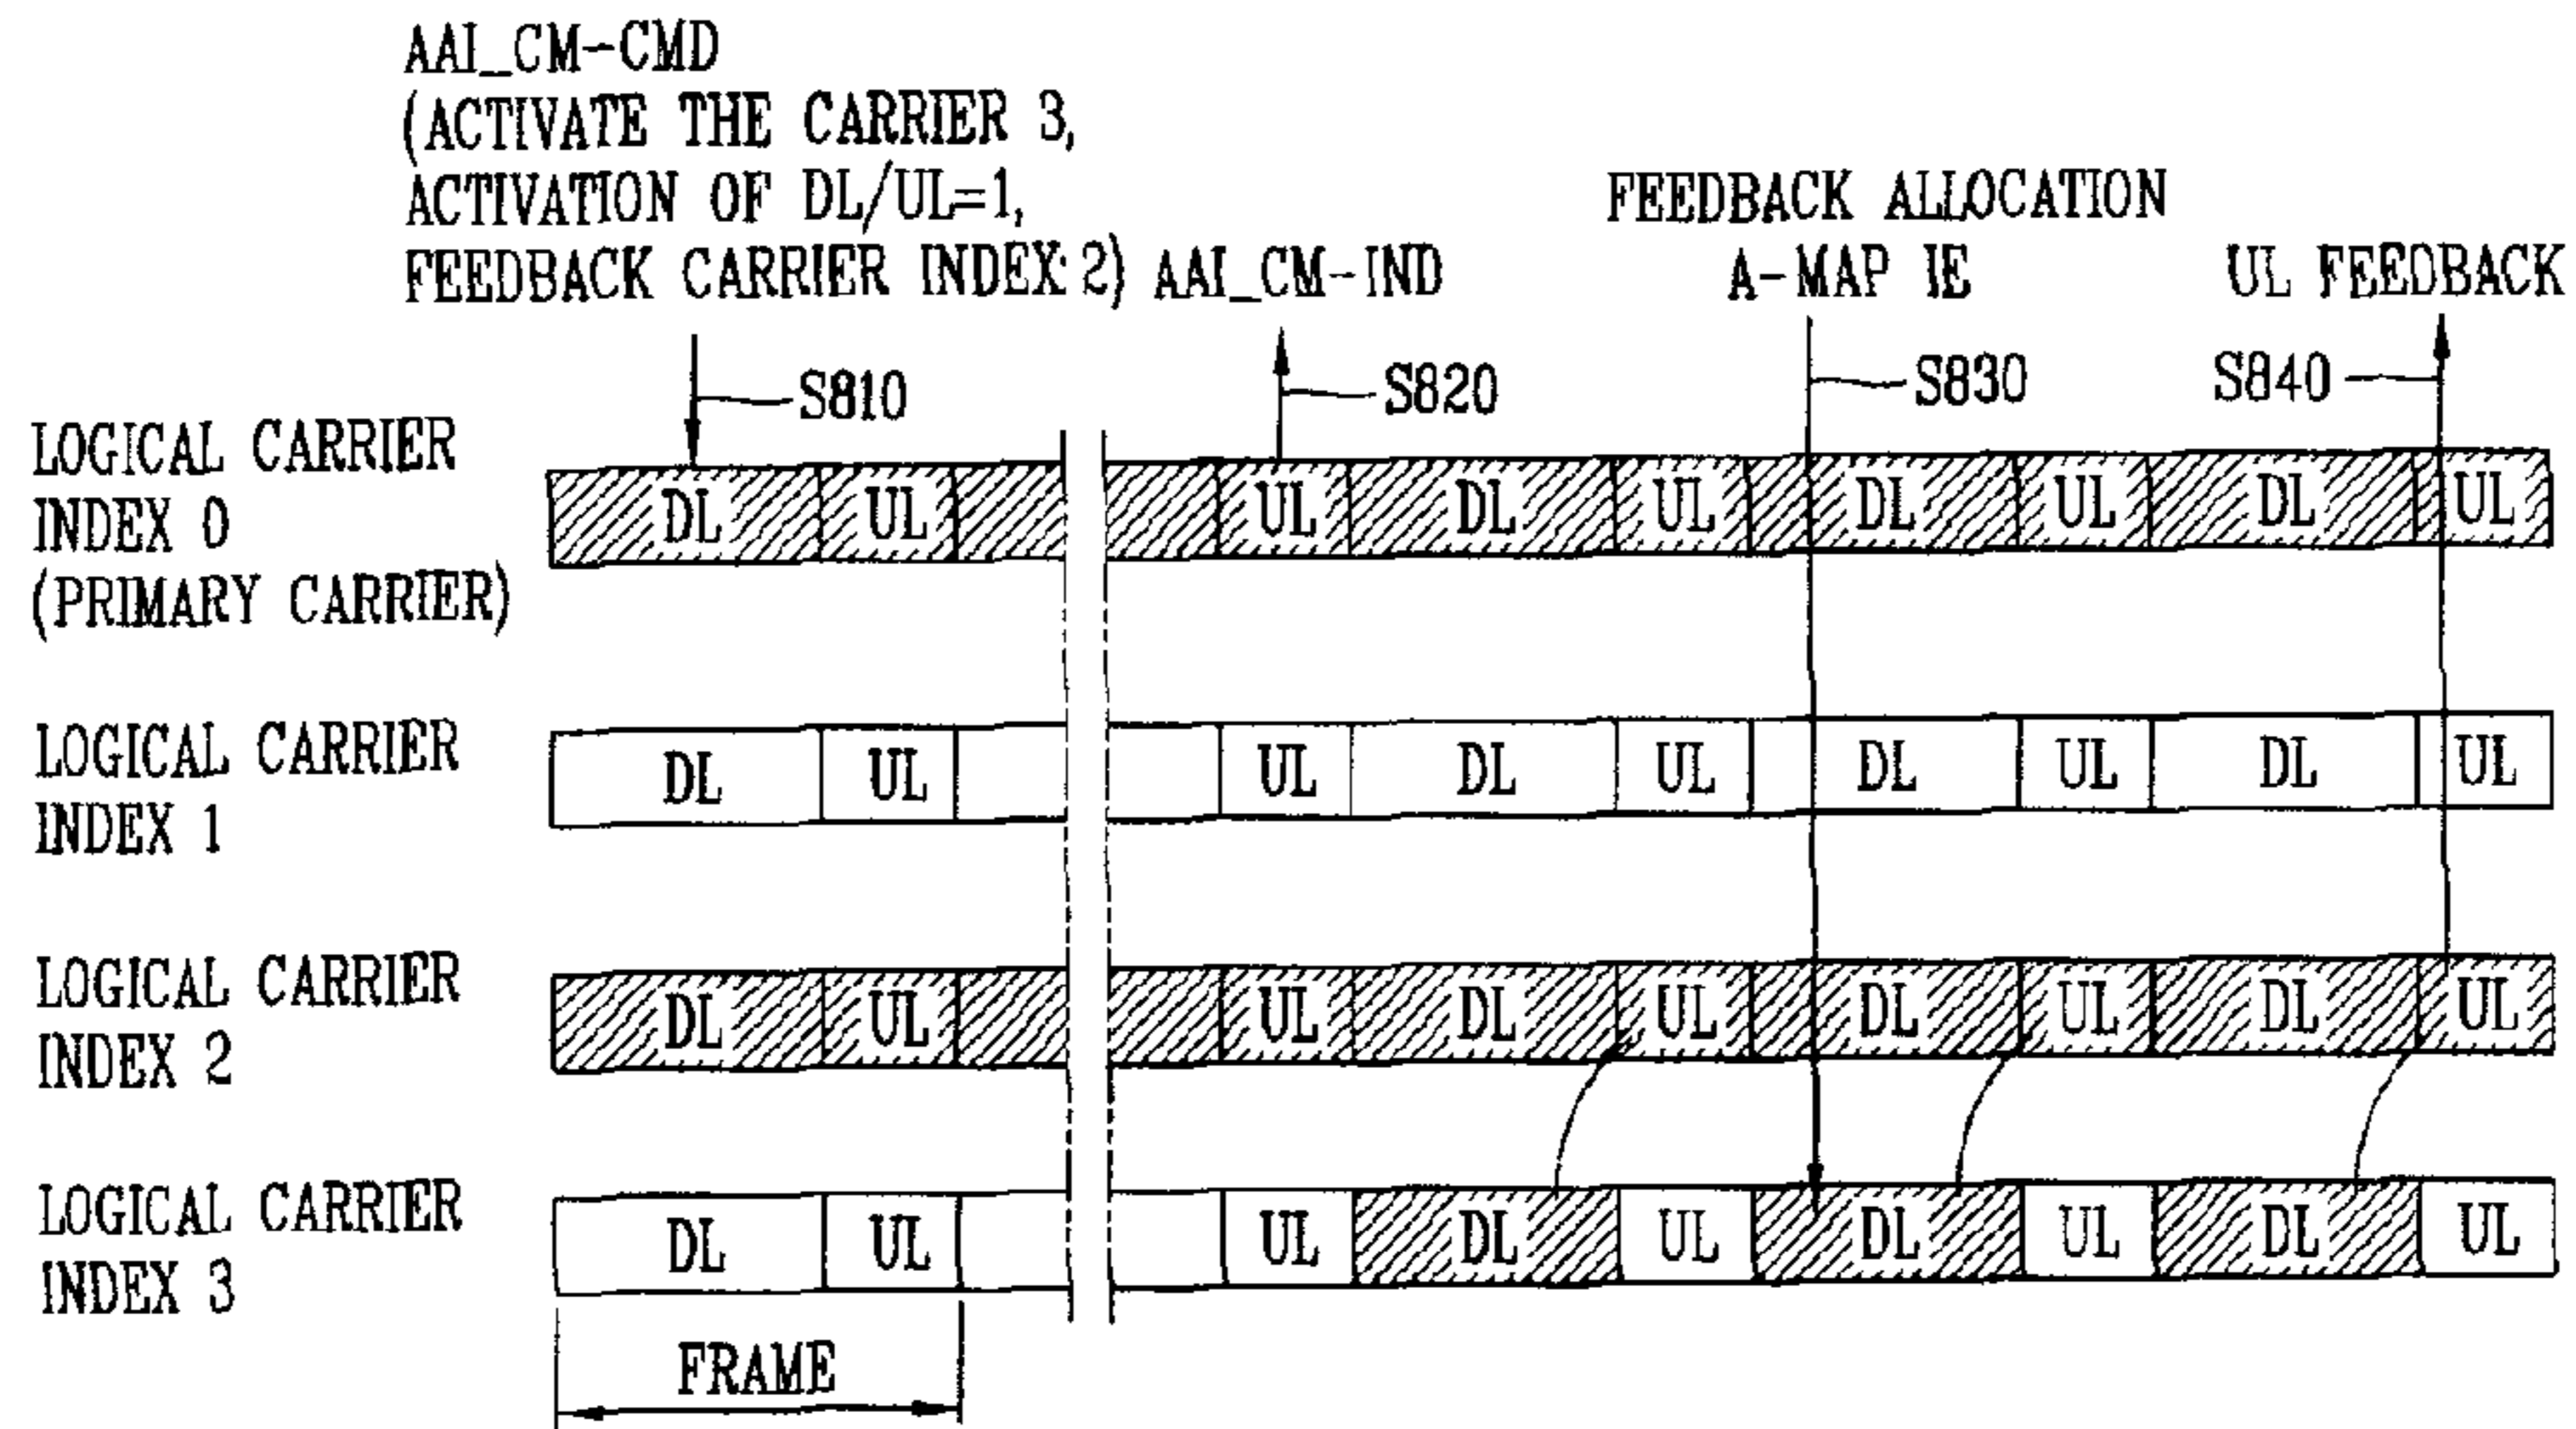 AAI_CM-CMD
(ACTIVATE THE CARRIER 3,
ACTIVATION OF DL/UL=1,
FEEDBACK CARRIER INDEX:2)
AAI_CM-IND
FEEDBACK ALLOCATION
A-MAP IE
UL FEEDBACK
S810
S820
S830
S840
LOGICAL CARRIER
INDEX 0
(PRIMARY CARRIER)
DL UL UL DL UL DL UL DL UL
LOGICAL CARRIER
INDEX 1
DL UL UL DL UL DL UL DL UL
LOGICAL CARRIER
INDEX 2
DL UL UL DL UL DL UL DL UL
LOGICAL CARRIER
INDEX 3
DL UL UL DL UL DL UL DL UL
FRAME